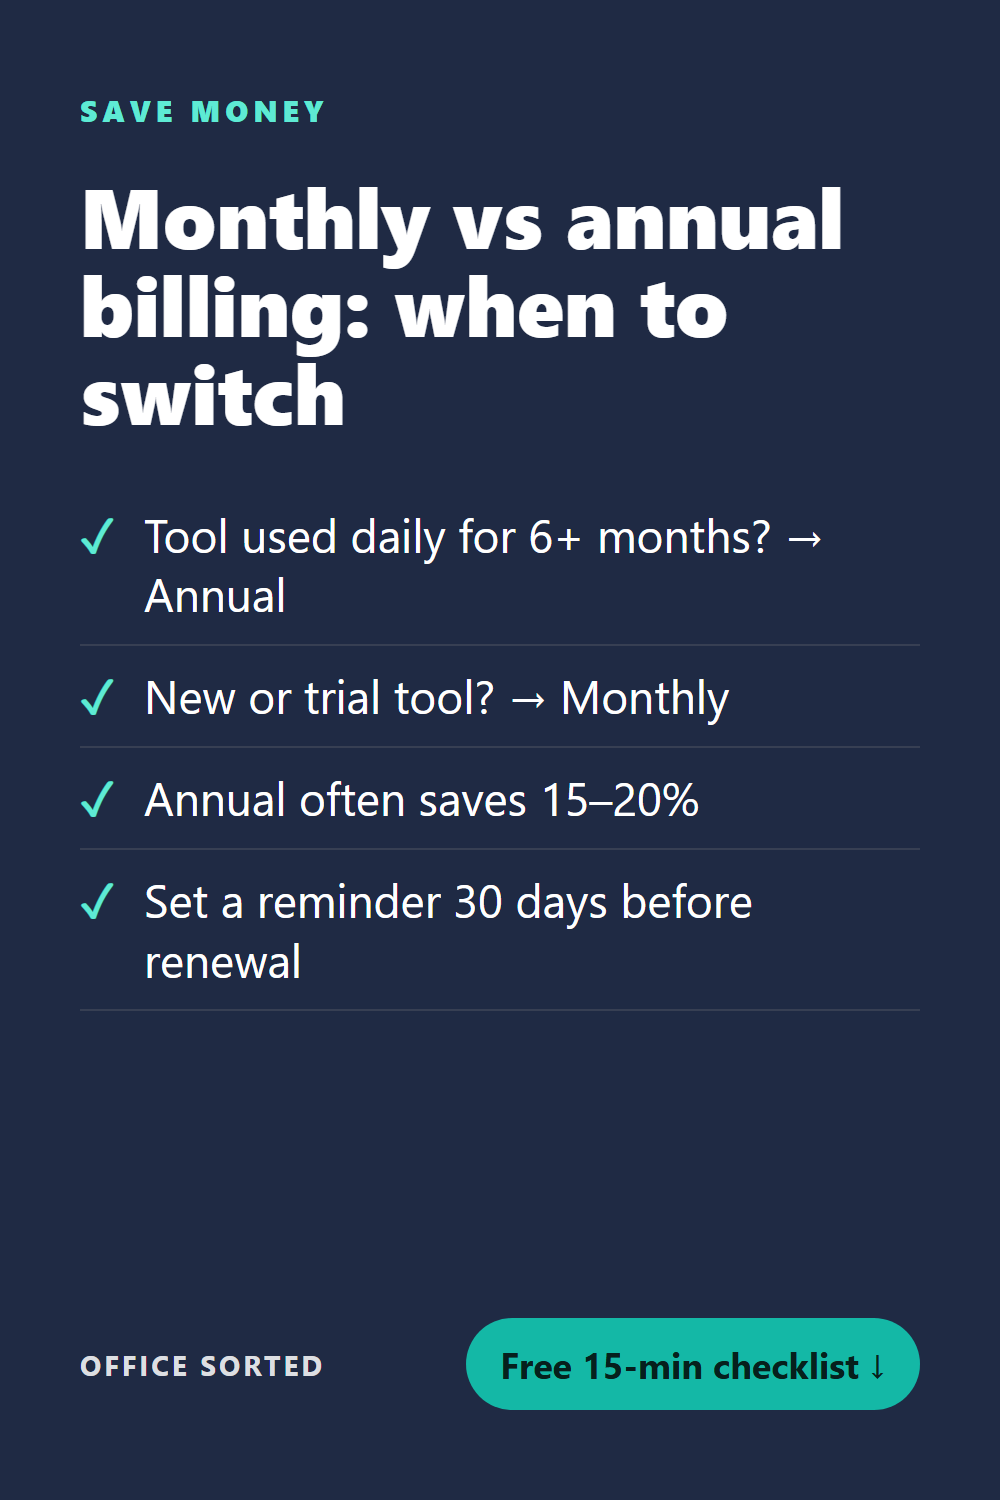 SAVE MONEY
Monthly vs annual
billing: when to
switch
✓ Tool used daily for 6+ months? →
Annual
✓ New or trial tool? → Monthly
✓ Annual often saves 15–20%
✓ Set a reminder 30 days before
renewal
OFFICE SORTED
Free 15-min checklist ↓